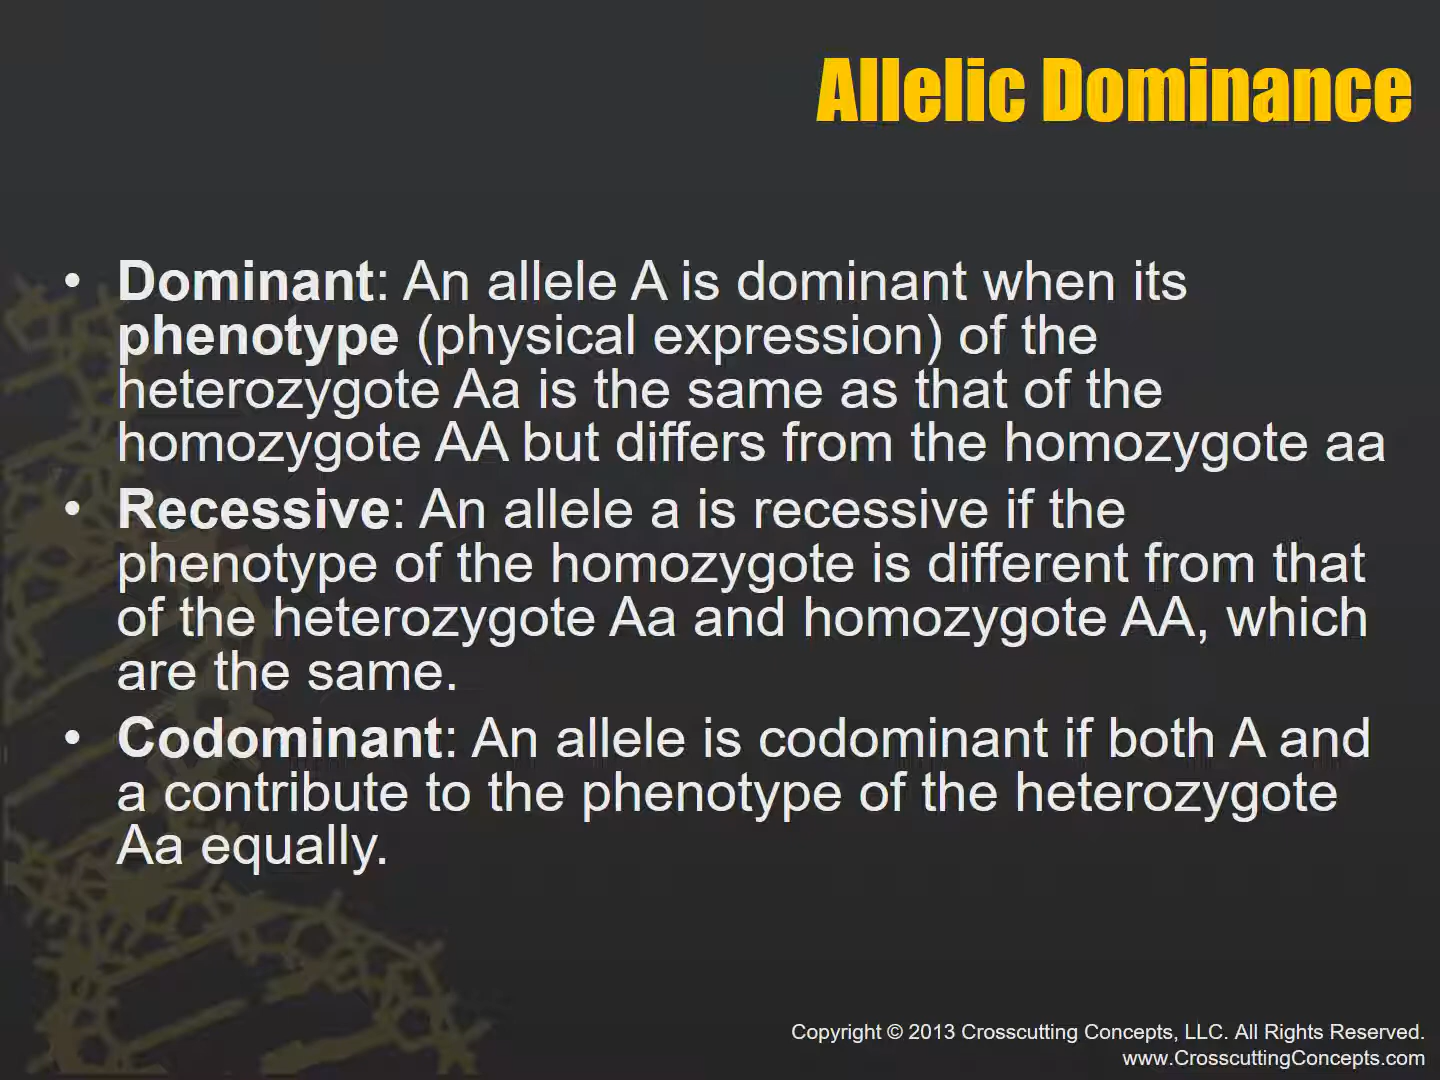 Allelic Dominance
• Dominant: An allele A is dominant when its
phenotype (physical expression) of the
heterozygote Aa is the same as that of the
homozygote AA but differs from the homozygote aa
• Recessive: An allele a is recessive if the
phenotype of the homozygote is different from that
of the heterozygote Aa and homozygote AA, which
are the same.
• Codominant: An allele is codominant if both A and
a contribute to the phenotype of the heterozygote
Aa equally.
Copyright © 2013 Crosscutting Concepts, LLC. All Rights Reserved.
www.CrosscuttingConcepts.com